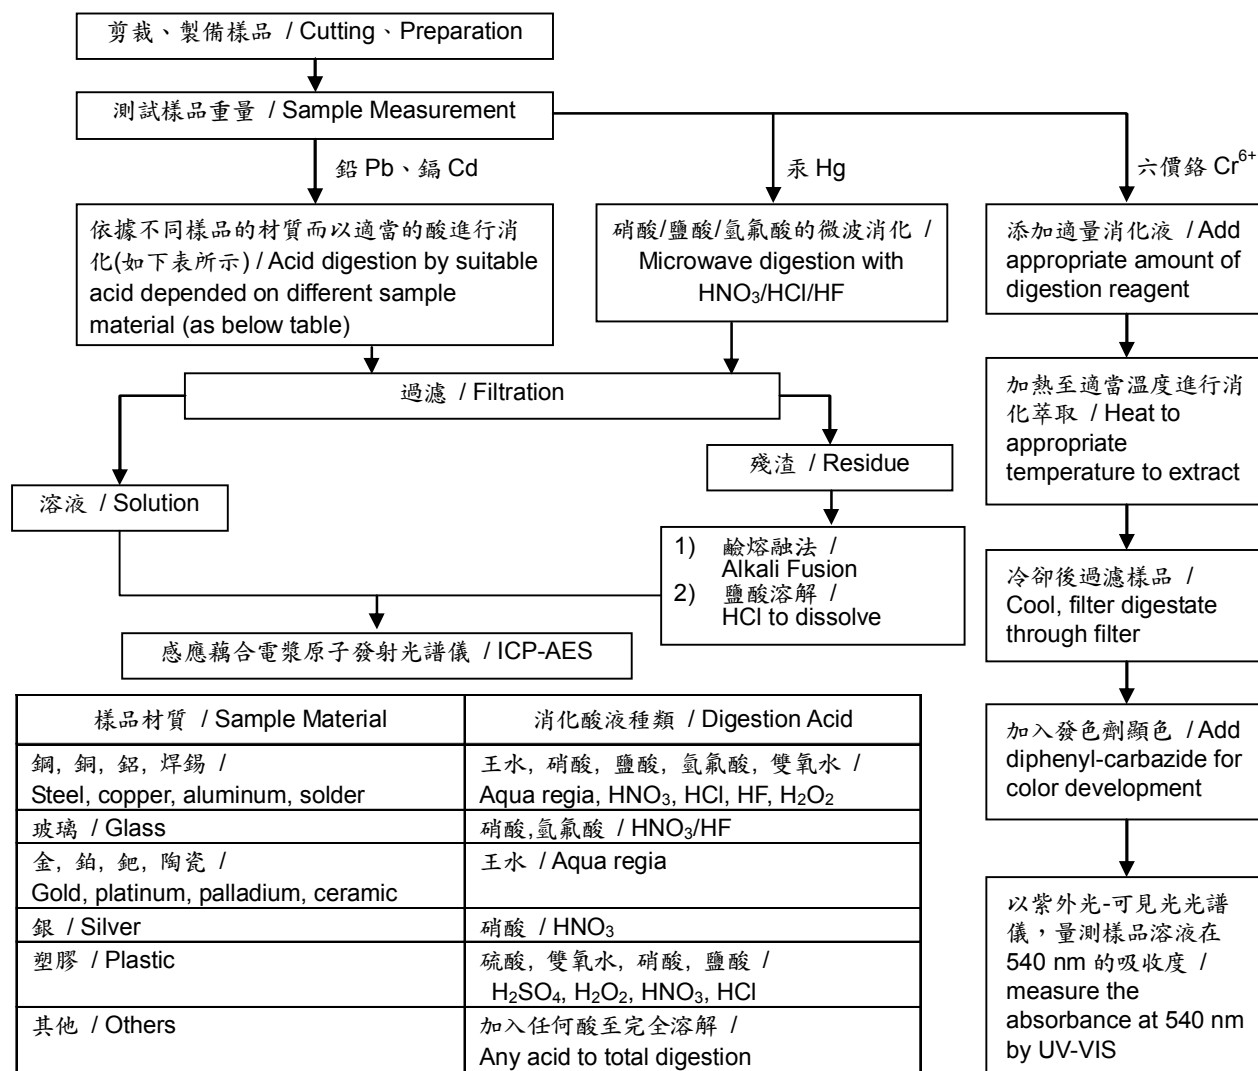 剪裁、製備樣品 / Cutting、Preparation
測試樣品重量 / Sample Measurement
鉛 Pb、鎘 Cd
汞 Hg
六價鉻 Cr⁶⁺
依據不同樣品的材質而以適當的酸進行消
化(如下表所示) / Acid digestion by suitable
acid depended on different sample
material (as below table)
硝酸/鹽酸/氫氟酸的微波消化 /
Microwave digestion with
HNO₃/HCl/HF
添加適量消化液 / Add
appropriate amount of
digestion reagent
過濾 / Filtration
加熱至適當溫度進行消
化萃取 / Heat to
appropriate
temperature to extract
溶液 / Solution
殘渣 / Residue
1) 鹼熔融法 /
Alkali Fusion
2) 鹽酸溶解 /
HCl to dissolve
冷卻後過濾樣品 /
Cool, filter digestate
through filter
感應藕合電漿原子發射光譜儀 / ICP-AES
加入發色劑顯色 / Add
diphenyl-carbazide for
color development
以紫外光-可見光光譜
儀，量測樣品溶液在
540 nm 的吸收度 /
measure the
absorbance at 540 nm
by UV-VIS
樣品材質 / Sample Material
消化酸液種類 / Digestion Acid
鋼, 銅, 鋁, 焊錫 /
Steel, copper, aluminum, solder
王水, 硝酸, 鹽酸, 氫氟酸, 雙氧水 /
Aqua regia, HNO₃, HCl, HF, H₂O₂
玻璃 / Glass
硝酸,氫氟酸 / HNO₃/HF
金, 鉑, 鈀, 陶瓷 /
Gold, platinum, palladium, ceramic
王水 / Aqua regia
銀 / Silver
硝酸 / HNO₃
塑膠 / Plastic
硫酸, 雙氧水, 硝酸, 鹽酸 /
H₂SO₄, H₂O₂, HNO₃, HCl
其他 / Others
加入任何酸至完全溶解 /
Any acid to total digestion